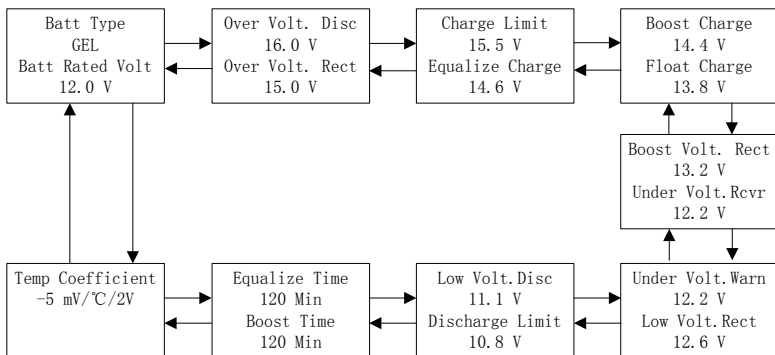 Batt Type
GEL
Batt Rated Volt
12.0 V
Over Volt. Disc
16.0 V
Over Volt. Rect
15.0 V
Charge Limit
15.5 V
Equalize Charge
14.6 V
Boost Charge
14.4 V
Float Charge
13.8 V
Boost Volt. Rect
13.2 V
Under Volt.Rcvr
12.2 V
Temp Coefficient
-5 mV/℃/2V
Equalize Time
120 Min
Boost Time
120 Min
Low Volt.Disc
11.1 V
Discharge Limit
10.8 V
Under Volt.Warn
12.2 V
Low Volt.Rect
12.6 V